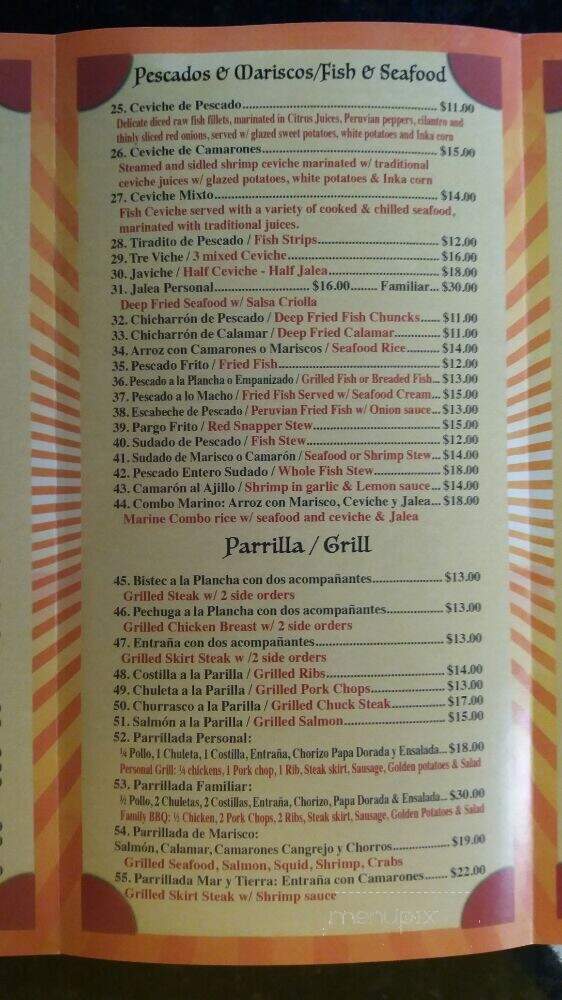 Pescados & Mariscos/Fish & Seafood
25. Ceviche de Pescado.......................................................... $11.00
Delicate diced raw fish fillets, marinated in Citrus Juices, Peruvian peppers, cilantro and
thinly sliced red onions, served w/ glazed sweet potatoes, white potatoes and Inka corn
26. Ceviche de Camarones..................................................... $15.00
Steamed and sidled shrimp ceviche marinated w/ traditional
ceviche juices w/ glazed potatoes, white potatoes & Inka corn
27. Ceviche Mixto.................................................................. $14.00
Fish Ceviche served with a variety of cooked & chilled seafood,
marinated with traditional juices.
28. Tiradito de Pescado / Fish Strips..................................... $12.00
29. Tre Viche / 3 mixed Ceviche............................................. $16.00
30. Javiche / Half Ceviche - Half Jalea................................. $18.00
31. Jalea Personal............................ $16.00........ Familiar... $30.00
Deep Fried Seafood w/ Salsa Criolla
32. Chicharrón de Pescado / Deep Fried Fish Chuncks...... $11.00
33. Chicharrón de Calamar / Deep Fried Calamar.............. $11.00
34. Arroz con Camarones o Mariscos / Seafood Rice.......... $14.00
35. Pescado Frito / Fried Fish................................................ $12.00
36. Pescado a la Plancha o Empanizado / Grilled Fish or Breaded Fish... $13.00
37. Pescado a lo Macho / Fried Fish Served w/ Seafood Cream... $15.00
38. Escabeche de Pescado / Peruvian Fried Fish w/ Onion sauce... $13.00
39. Pargo Frito / Red Snapper Stew...................................... $15.00
40. Sudado de Pescado / Fish Stew........................................ $12.00
41. Sudado de Marisco o Camarón / Seafood or Shrimp Stew... $14.00
42. Pescado Entero Sudado / Whole Fish Stew.................... $18.00
43. Camarón al Ajillo / Shrimp in garlic & Lemon sauce... $14.00
44. Combo Marino: Arroz con Marisco, Ceviche y Jalea... $18.00
Marine Combo rice w/ seafood and ceviche & Jalea
Parrilla / Grill
45. Bistec a la Plancha con dos acompañantes..................... $13.00
Grilled Steak w/ 2 side orders
46. Pechuga a la Plancha con dos acompañantes................. $13.00
Grilled Chicken Breast w/ 2 side orders
47. Entraña con dos acompañantes...................................... $13.00
Grilled Skirt Steak w /2 side orders
48. Costilla a la Parilla / Grilled Ribs................................... $14.00
49. Chuleta a la Parilla / Grilled Pork Chops...................... $13.00
50. Churrasco a la Parilla / Grilled Chuck Steak................ $17.00
51. Salmón a la Parilla / Grilled Salmon.............................. $15.00
52. Parrillada Personal:
¼ Pollo, 1 Chuleta, 1 Costilla, Entraña, Chorizo Papa Dorada y Ensalada... $18.00
Personal Grill: ¼ chickens, 1 Pork chop, 1 Rib, Steak skirt, Sausage, Golden potatoes & Salad
53. Parrillada Familiar:
½ Pollo, 2 Chuletas, 2 Costillas, Entraña, Chorizo, Papa Dorada & Ensalada... $30.00
Family BBQ: ½ Chicken, 2 Pork Chops, 2 Ribs, Steak skirt, Sausage, Golden Potatoes & Salad
54. Parrillada de Marisco:
Salmón, Calamar, Camarones Cangrejo y Chorros................ $19.00
Grilled Seafood, Salmon, Squid, Shrimp, Crabs
55. Parrillada Mar y Tierra: Entraña con Camarones...... $22.00
Grilled Skirt Steak w/ Shrimp sauce
menupix